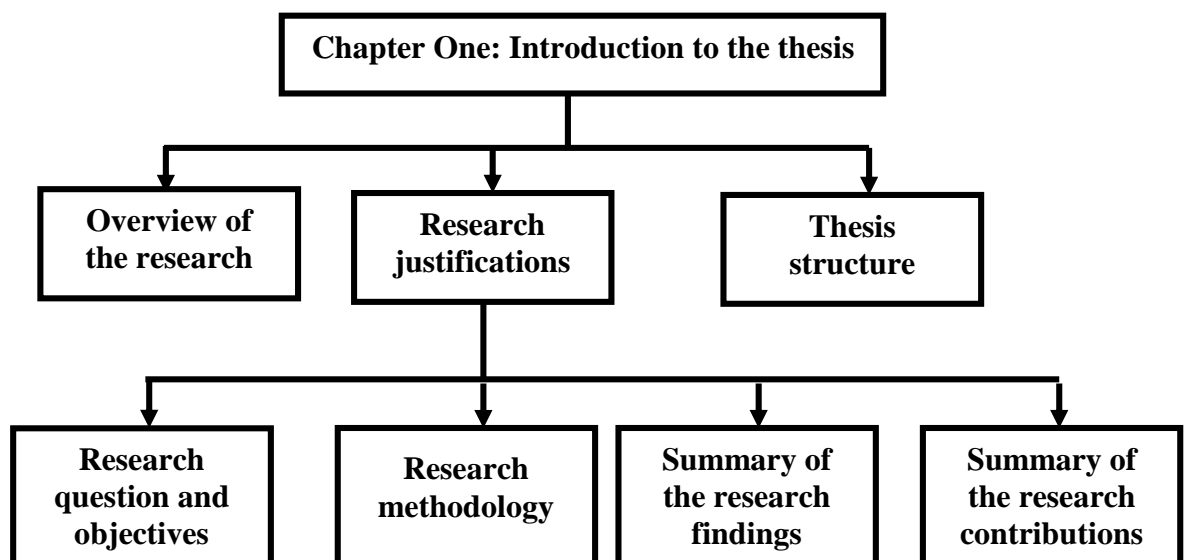 Chapter One: Introduction to the thesis
Overview of
the research
Research
justifications
Thesis
structure
Research
question and
objectives
Research
methodology
Summary of
the research
findings
Summary of
the research
contributions